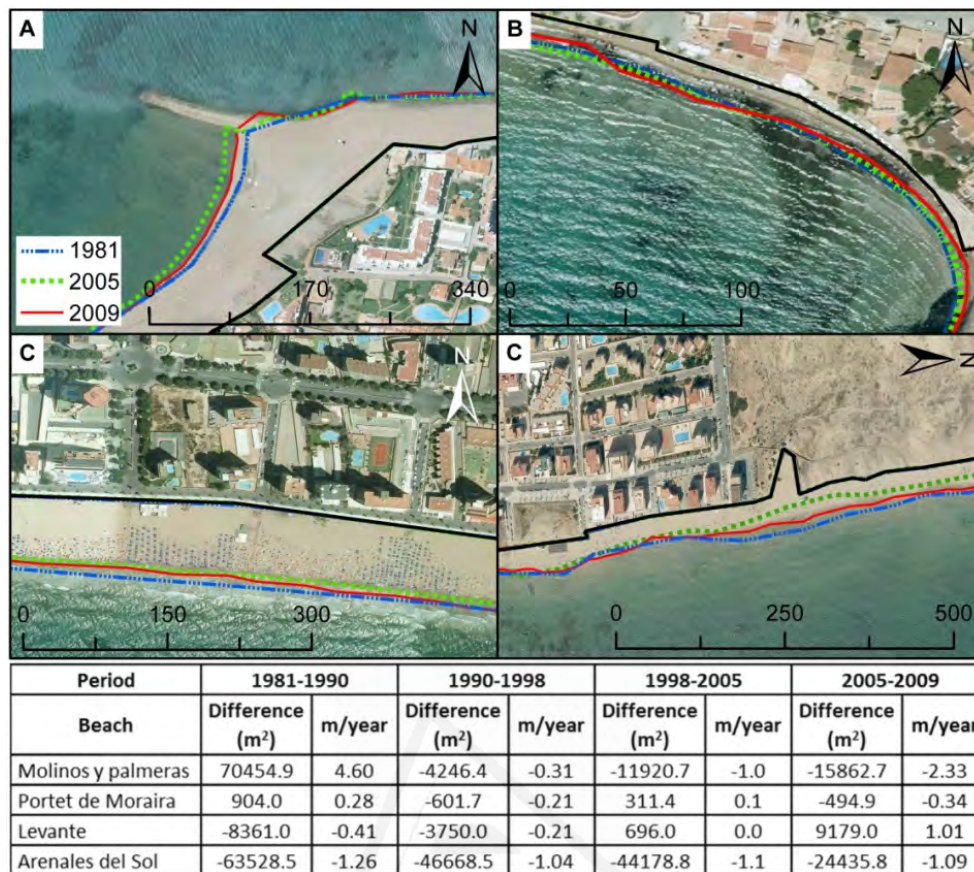 A
N
1981
2005
2009
0 170 340
B
N
0 50 100
C
N
0 150 300
C
N
0 250 500
Period 1981-1990 1990-1998 1998-2005 2005-2009
Beach Difference (m²) m/year Difference (m²) m/year Difference (m²) m/year Difference (m²) m/year
Molinos y palmeras 70454.9 4.60 -4246.4 -0.31 -11920.7 -1.0 -15862.7 -2.33
Portet de Moraira 904.0 0.28 -601.7 -0.21 311.4 0.1 -494.9 -0.34
Levante -8361.0 -0.41 -3750.0 -0.21 696.0 0.0 9179.0 1.01
Arenales del Sol -63528.5 -1.26 -46668.5 -1.04 -44178.8 -1.1 -24435.8 -1.09